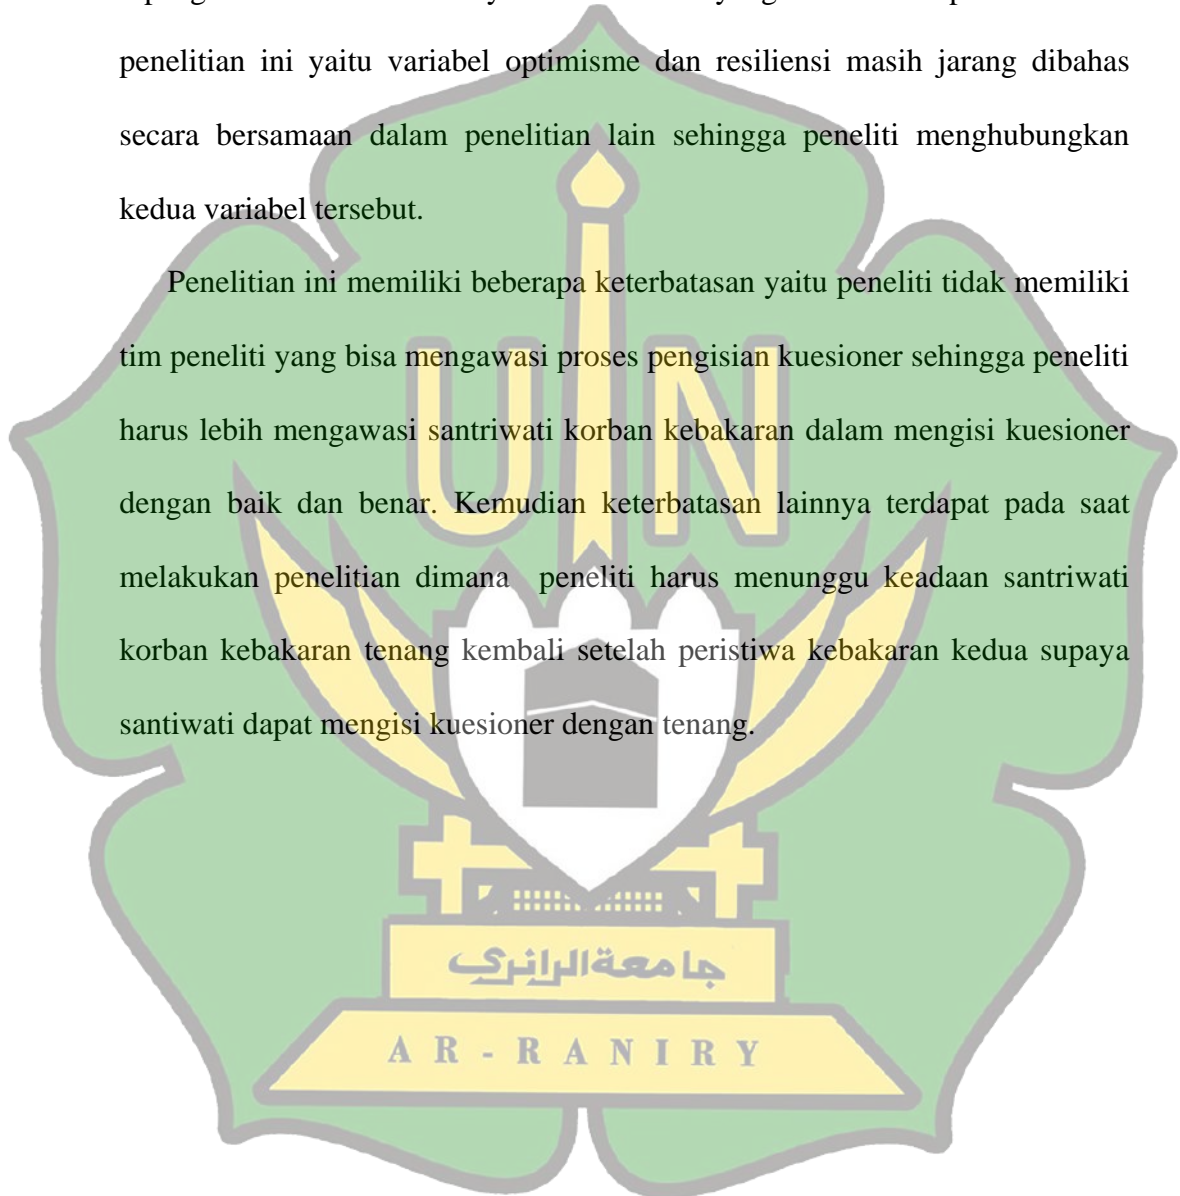 penelitian ini yaitu variabel optimisme dan resiliensi masih jarang dibahas
secara bersamaan dalam penelitian lain sehingga peneliti menghubungkan
kedua variabel tersebut.
Penelitian ini memiliki beberapa keterbatasan yaitu peneliti tidak memiliki
tim peneliti yang bisa mengawasi proses pengisian kuesioner sehingga peneliti
harus lebih mengawasi santriwati korban kebakaran dalam mengisi kuesioner
dengan baik dan benar. Kemudian keterbatasan lainnya terdapat pada saat
melakukan penelitian dimana peneliti harus menunggu keadaan santriwati
korban kebakaran tenang kembali setelah peristiwa kebakaran kedua supaya
santiwati dapat mengisi kuesioner dengan tenang.
UIN
جامعة الرانري
AR-RANIRY